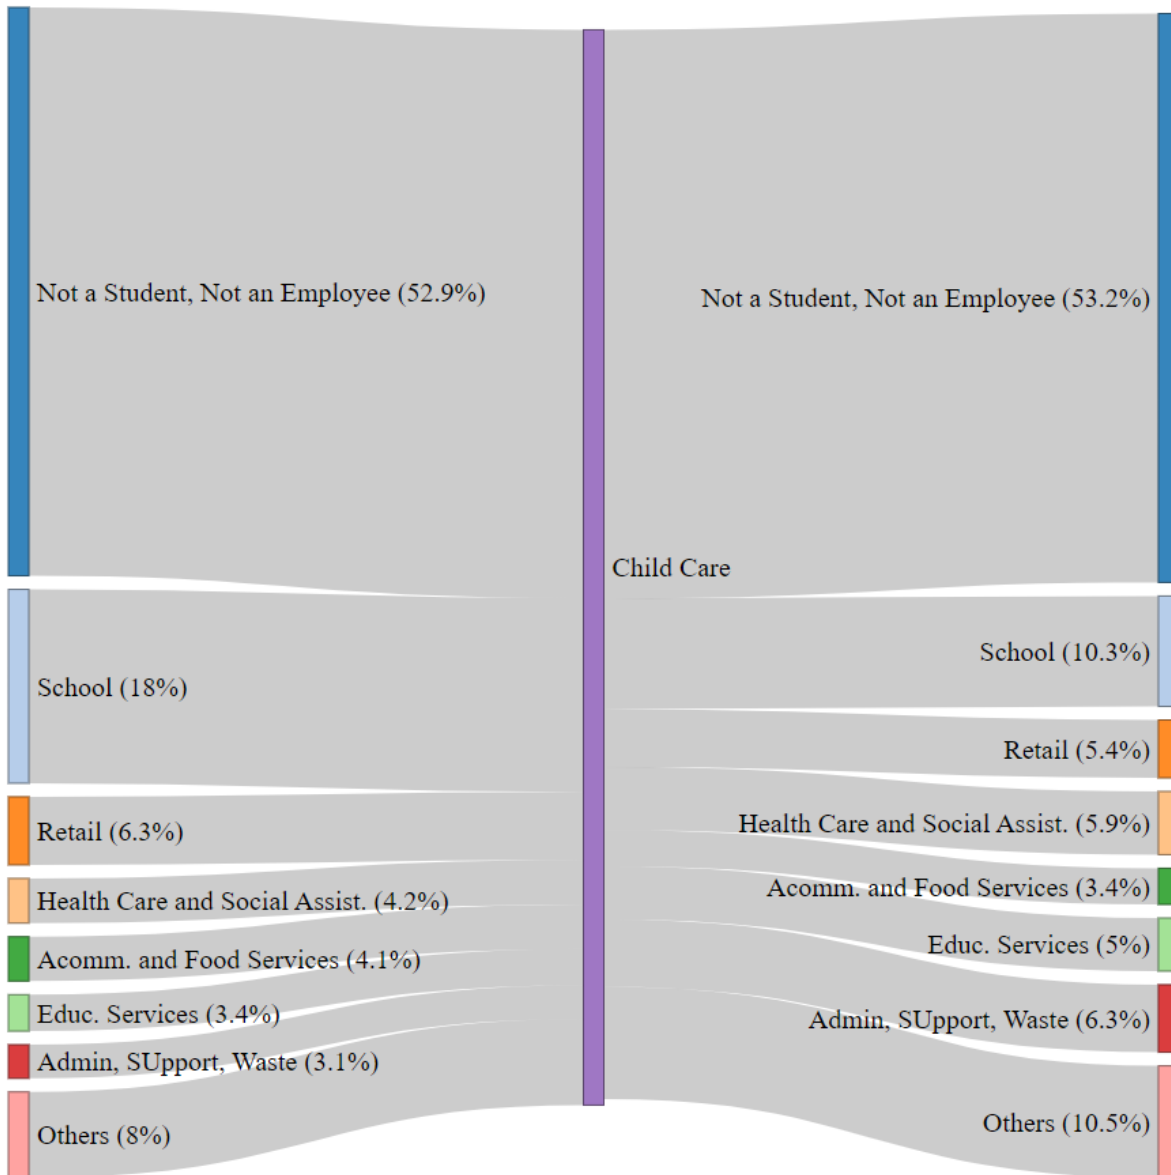 Not a Student, Not an Employee (52.9%)
School (18%)
Retail (6.3%)
Health Care and Social Assist. (4.2%)
Acomm. and Food Services (4.1%)
Educ. Services (3.4%)
Admin, SUpport, Waste (3.1%)
Others (8%)
Child Care
Not a Student, Not an Employee (53.2%)
School (10.3%)
Retail (5.4%)
Health Care and Social Assist. (5.9%)
Acomm. and Food Services (3.4%)
Educ. Services (5%)
Admin, SUpport, Waste (6.3%)
Others (10.5%)